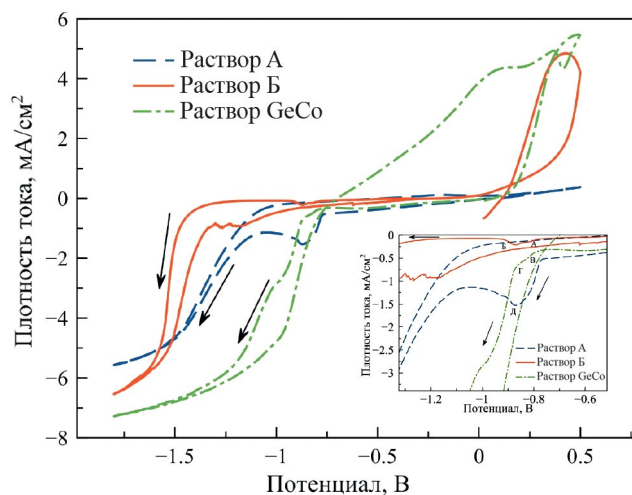 6
4
2
0
−2
−4
−6
−8
Плотность тока, мА/см²
Раствор А
Раствор Б
Раствор GeCo
−1.5
−1
−0.5
0
0.5
Потенциал, В
0
−0.5
−1
−1.5
−2
−2.5
−3
Плотность тока, мА/см²
Б
А
В
Г
Д
Раствор А
Раствор Б
Раствор GeCo
−1.2
−1
−0.8
−0.6
Потенциал, В